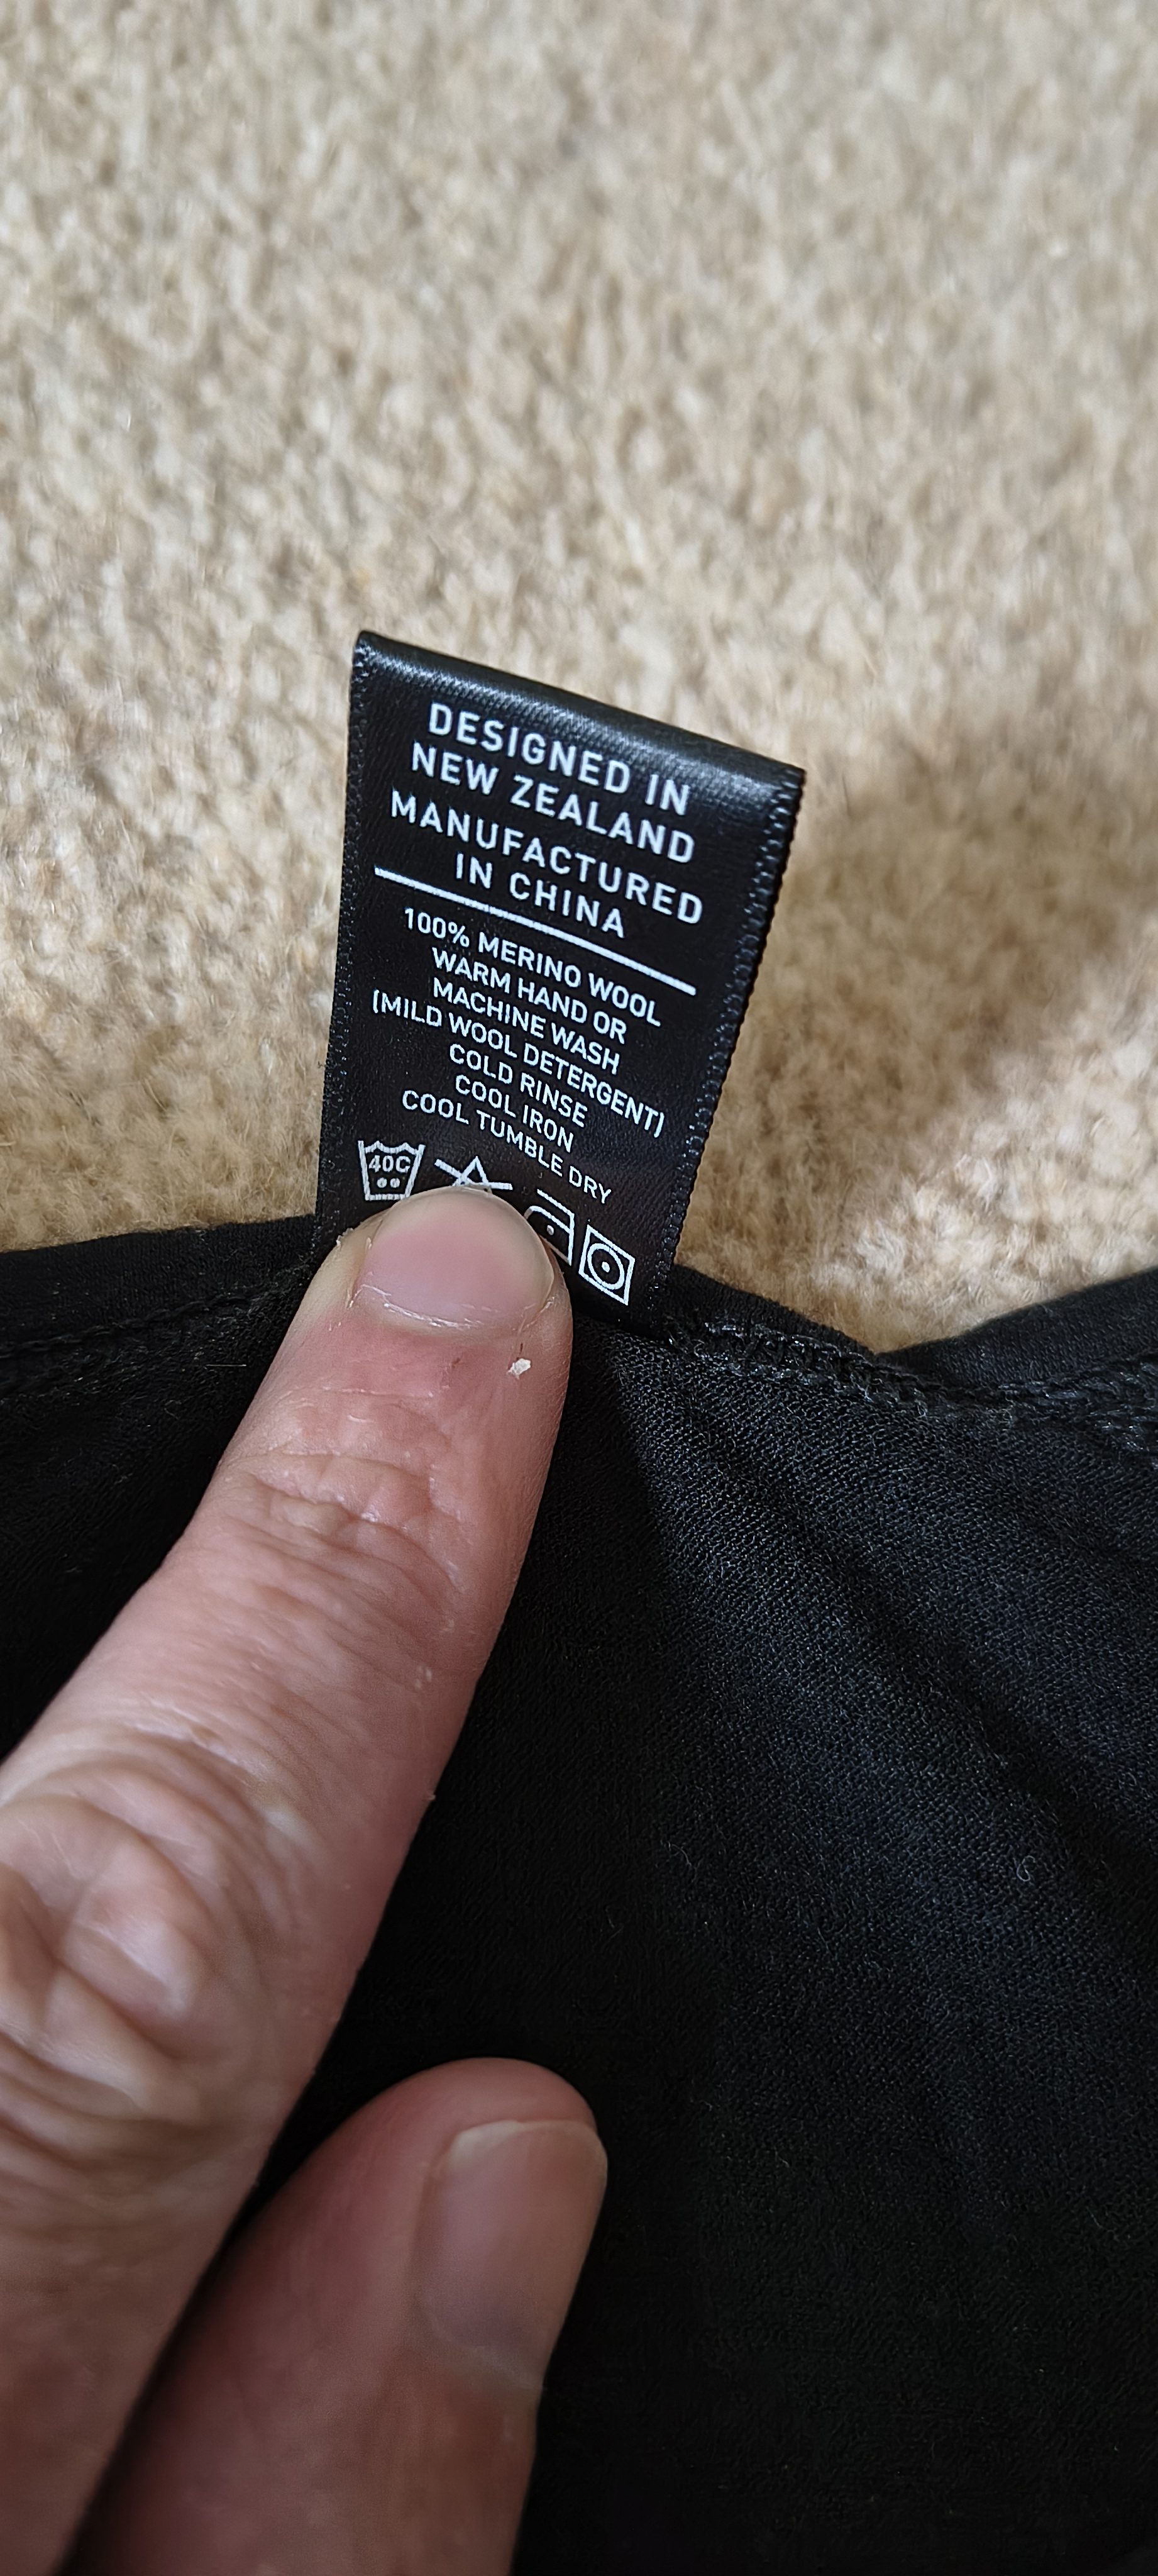 DESIGNED IN
NEW ZEALAND
MANUFACTURED
IN CHINA
100% MERINO WOOL
WARM HAND OR
MACHINE WASH
(MILD WOOL DETERGENT)
COLD RINSE
COOL IRON
COOL TUMBLE DRY
40C